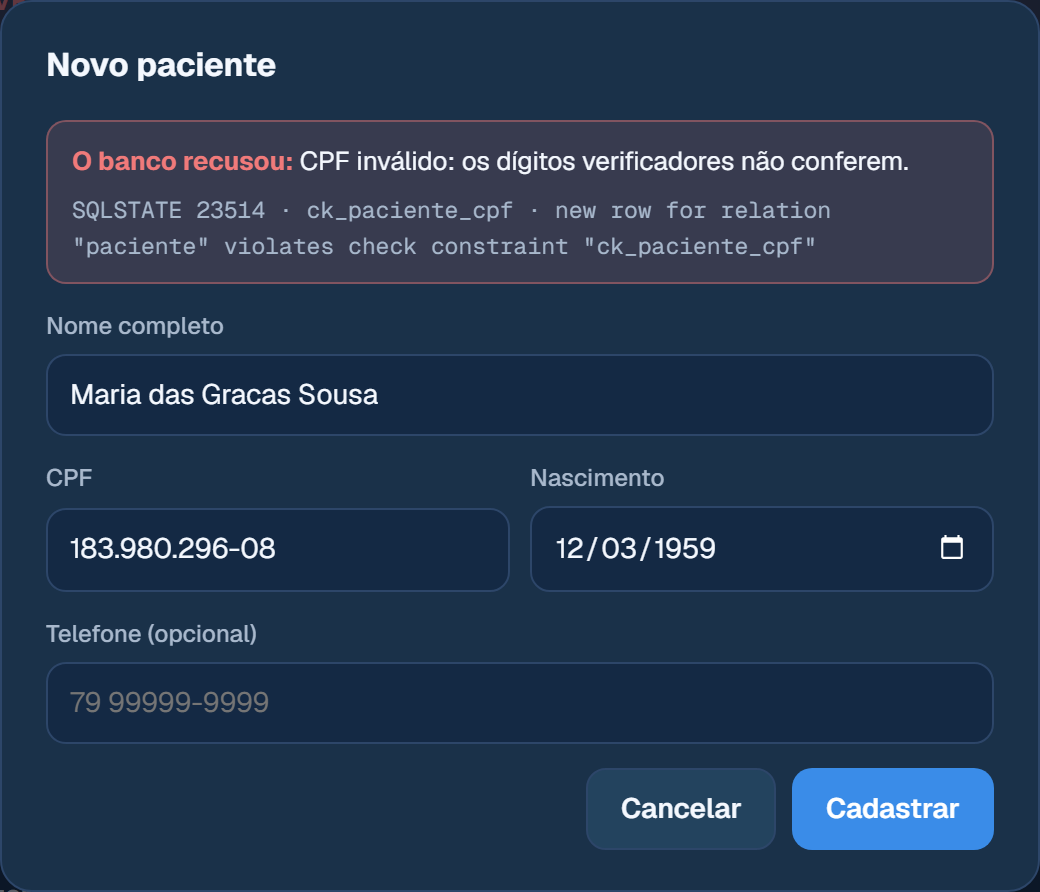 Novo paciente
O banco recusou: CPF inválido: os dígitos verificadores não conferem.
SQLSTATE 23514 · ck_paciente_cpf · new row for relation
"paciente" violates check constraint "ck_paciente_cpf"
Nome completo
Maria das Gracas Sousa
CPF
Nascimento
183.980.296-08
12/03/1959
Telefone (opcional)
79 99999-9999
Cancelar
Cadastrar